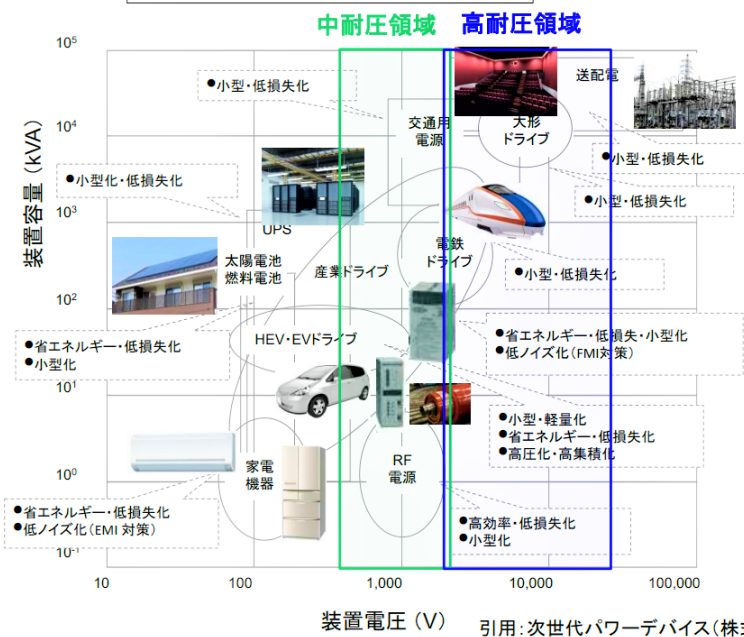 中耐圧領域
高耐圧領域
10⁵
10⁴
10³
10²
10¹
10⁰
10⁻¹
装置容量（kVA）
●小型・低損失化
送配電
交通用
電源
大形
ドライブ
●小型・低損失化
●小型化・低損失化
●小型・低損失化
UPS
電鉄
ドライブ
太陽電池
燃料電池
産業ドライブ
●小型・低損失化
●省エネルギー・低損失化
●小型化
HEV・EVドライブ
●省エネルギー・低損失・小型化
●低ノイズ化(FMI対策)
●小型・軽量化
●省エネルギー・低損失化
●高圧化・高集積化
家電
機器
RF
電源
●省エネルギー・低損失化
●低ノイズ化(EMI 対策)
●高効率・低損失化
●小型化
10
100
1,000
10,000
100,000
装置電圧（V）
引用：次世代パワーデバイス（株